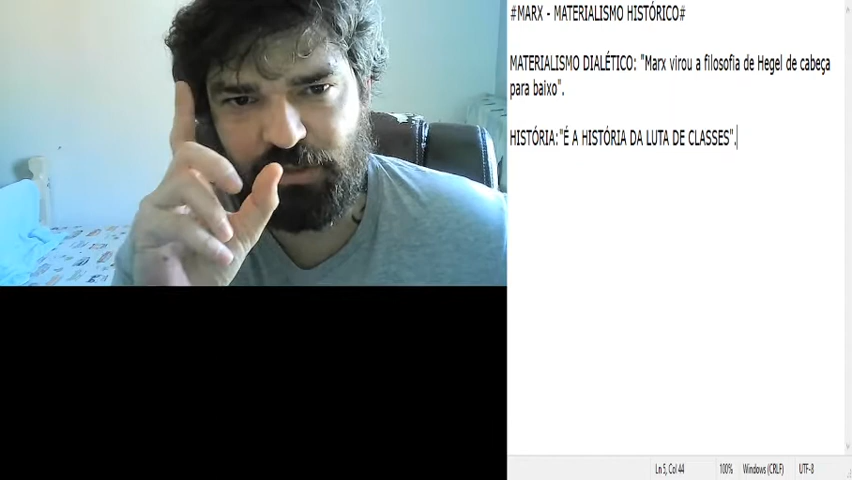 #MARX - MATERIALISMO HISTÓRICO#
MATERIALISMO DIALÉTICO: "Marx virou a filosofia de Hegel de cabeça
para baixo".
HISTÓRIA:"É A HISTÓRIA DA LUTA DE CLASSES".
Ln 5, Col 44
100%
Windows (CRLF)
UTF-8